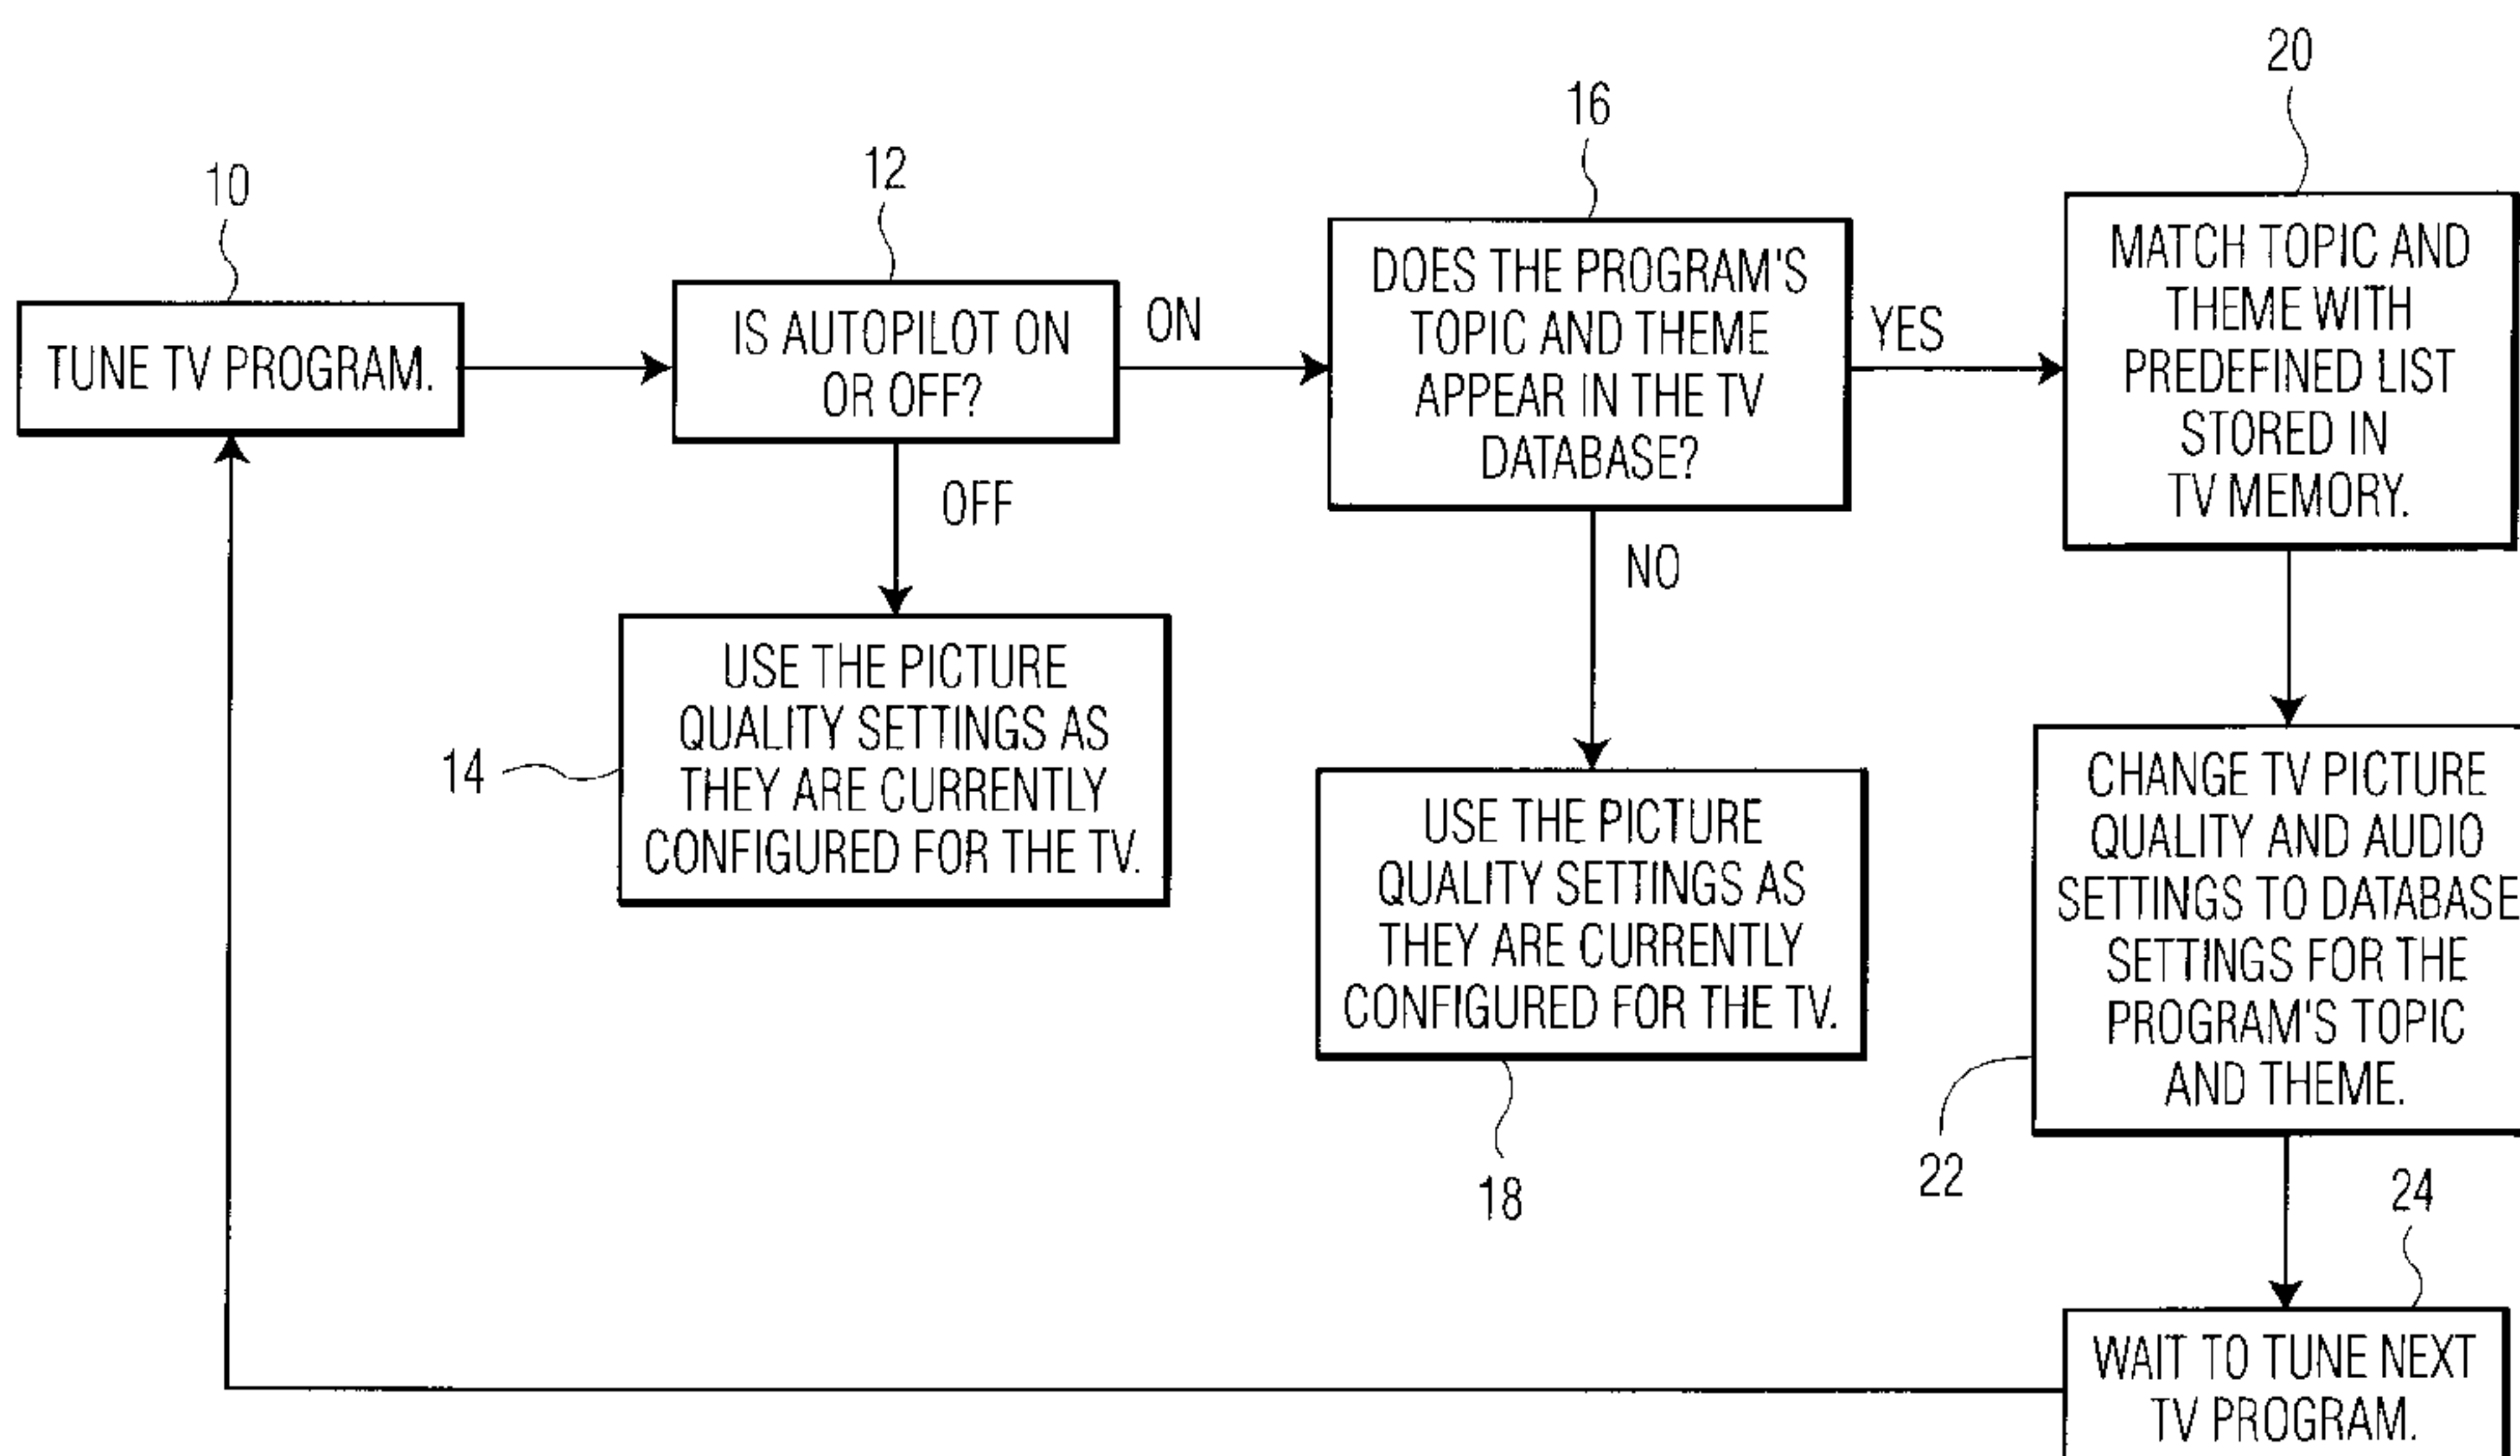 10
TUNE TV PROGRAM.
12
IS AUTOPILOT ON
OR OFF?
ON
OFF
14
USE THE PICTURE
QUALITY SETTINGS AS
THEY ARE CURRENTLY
CONFIGURED FOR THE TV.
16
DOES THE PROGRAM'S
TOPIC AND THEME
APPEAR IN THE TV
DATABASE?
YES
NO
USE THE PICTURE
QUALITY SETTINGS AS
THEY ARE CURRENTLY
CONFIGURED FOR THE TV.
18
20
MATCH TOPIC AND
THEME WITH
PREDEFINED LIST
STORED IN
TV MEMORY.
CHANGE TV PICTURE
QUALITY AND AUDIO
SETTINGS TO DATABASE
SETTINGS FOR THE
PROGRAM'S TOPIC
AND THEME.
22
24
WAIT TO TUNE NEXT
TV PROGRAM.